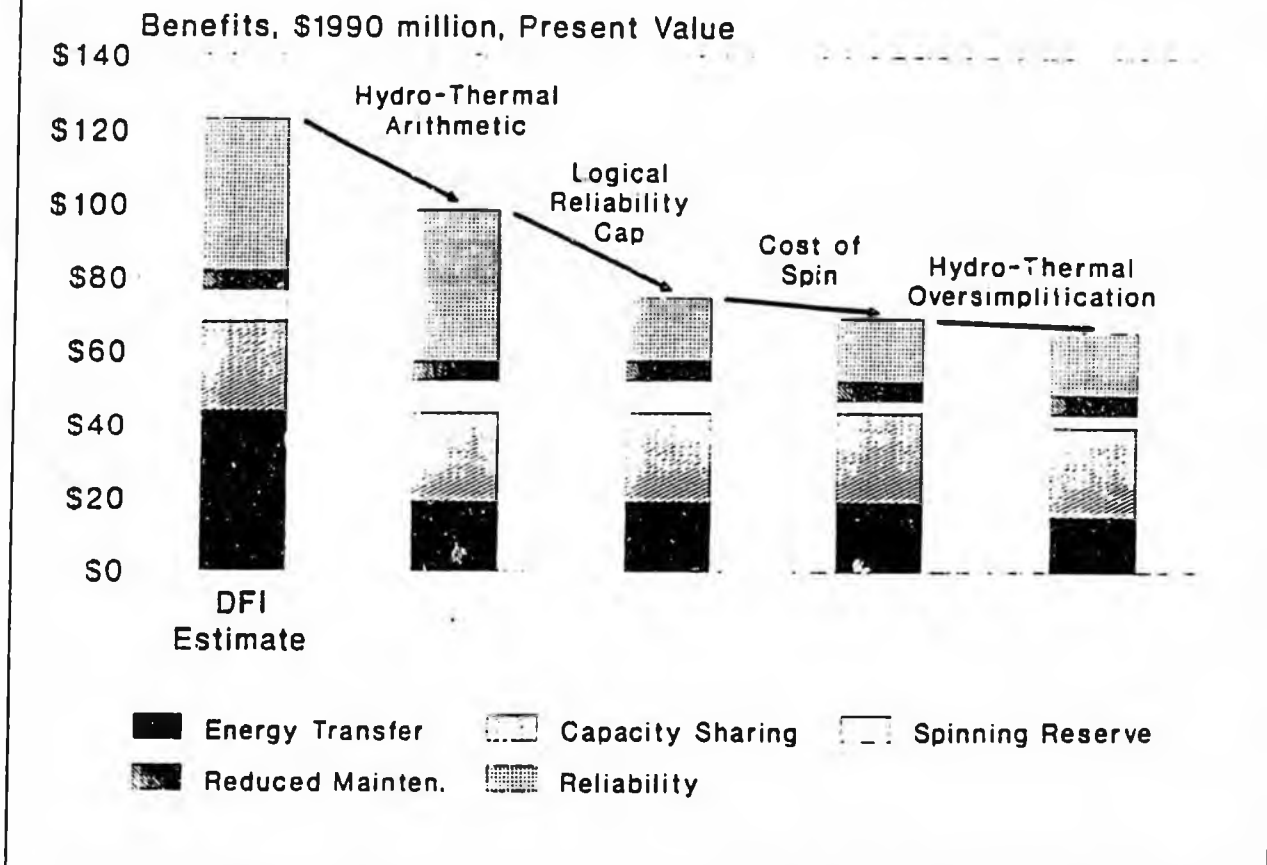 Benefits, $1990 million, Present Value
$140
$120
$100
$80
$60
$40
$20
$0
Hydro-Thermal
Arithmetic
Logical
Reliability
Cap
Cost of
Spin
Hydro-Thermal
Oversimplification
DFI
Estimate
Energy Transfer
Capacity Sharing
Spinning Reserve
Reduced Mainten.
Reliability